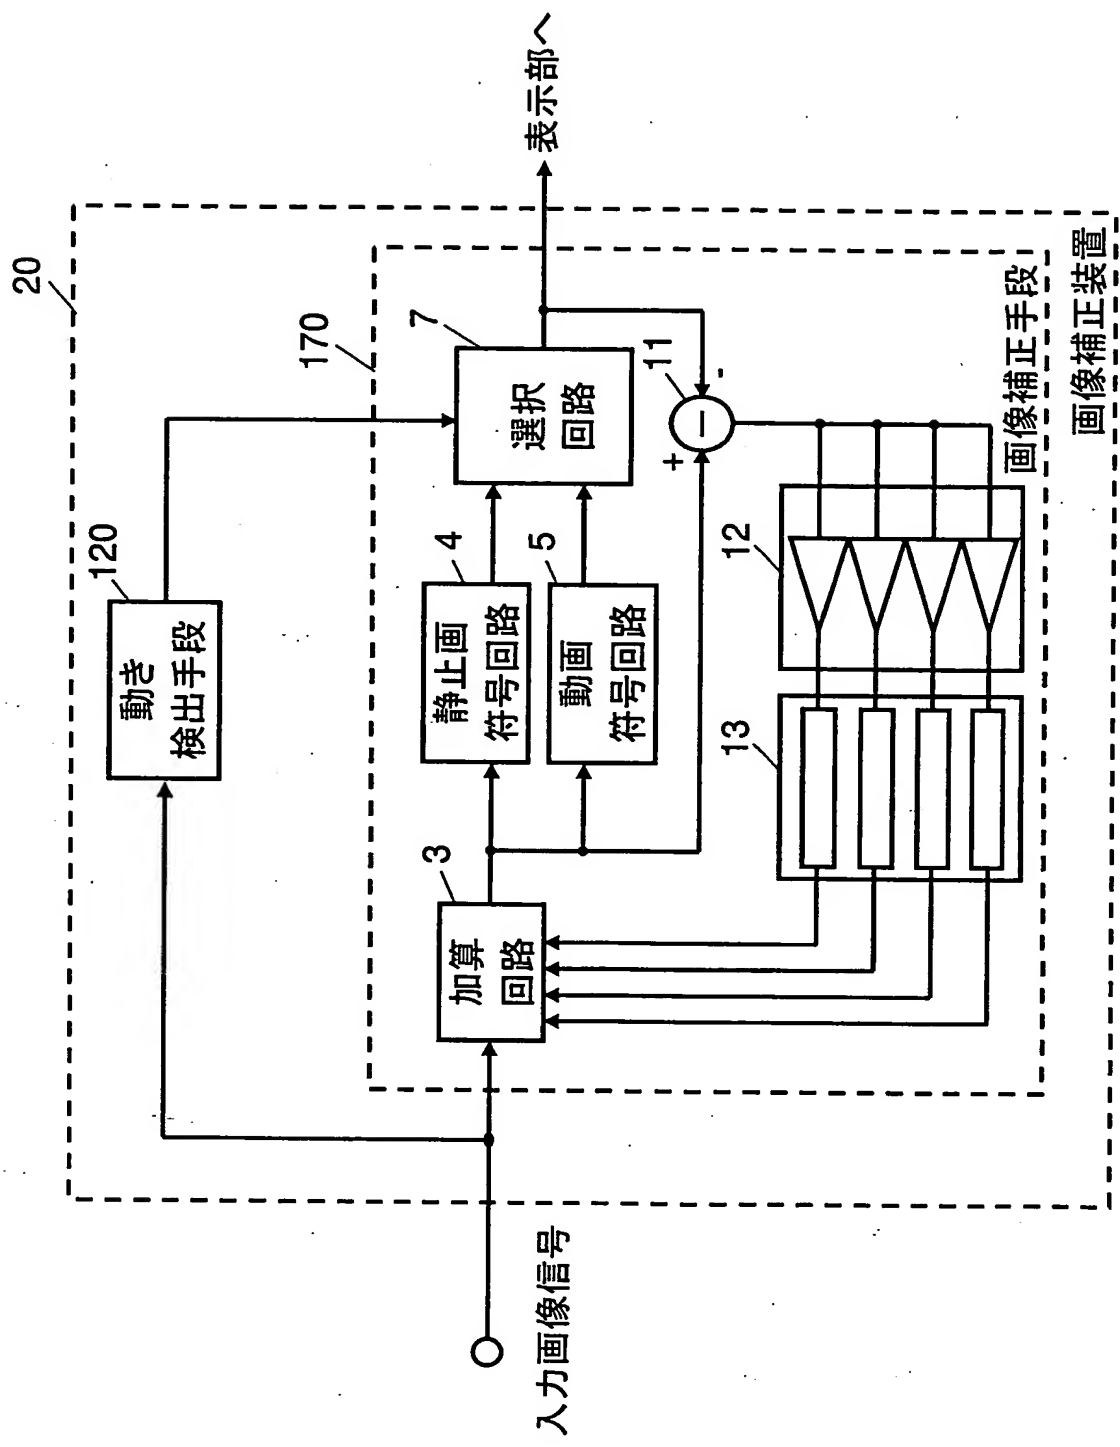 20
120
動き
検出手段
170
7
選択
回路
表示部へ
4
静止画
符号回路
5
動画
符号回路
3
加算
回路
入力画像信号
11
+
-
−
12
13
画像補正手段
画像補正装置